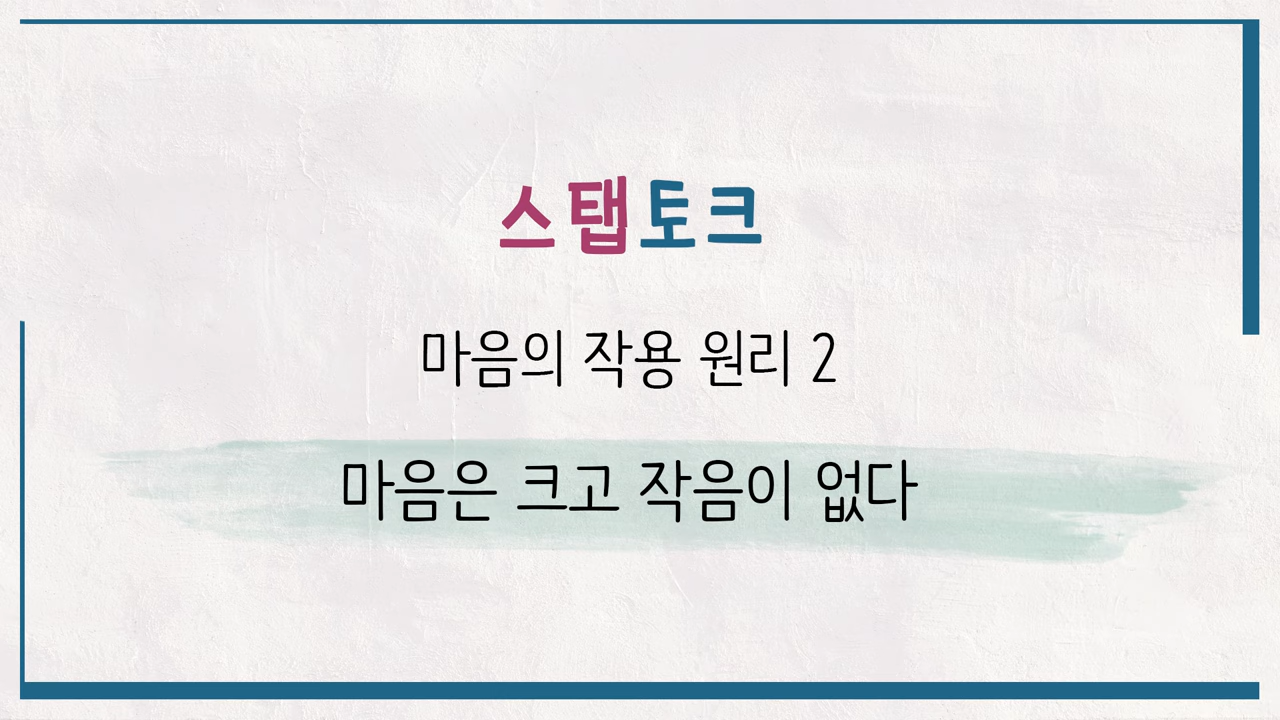 스탭토크
마음의 작용 원리 2
마음은 크고 작음이 없다